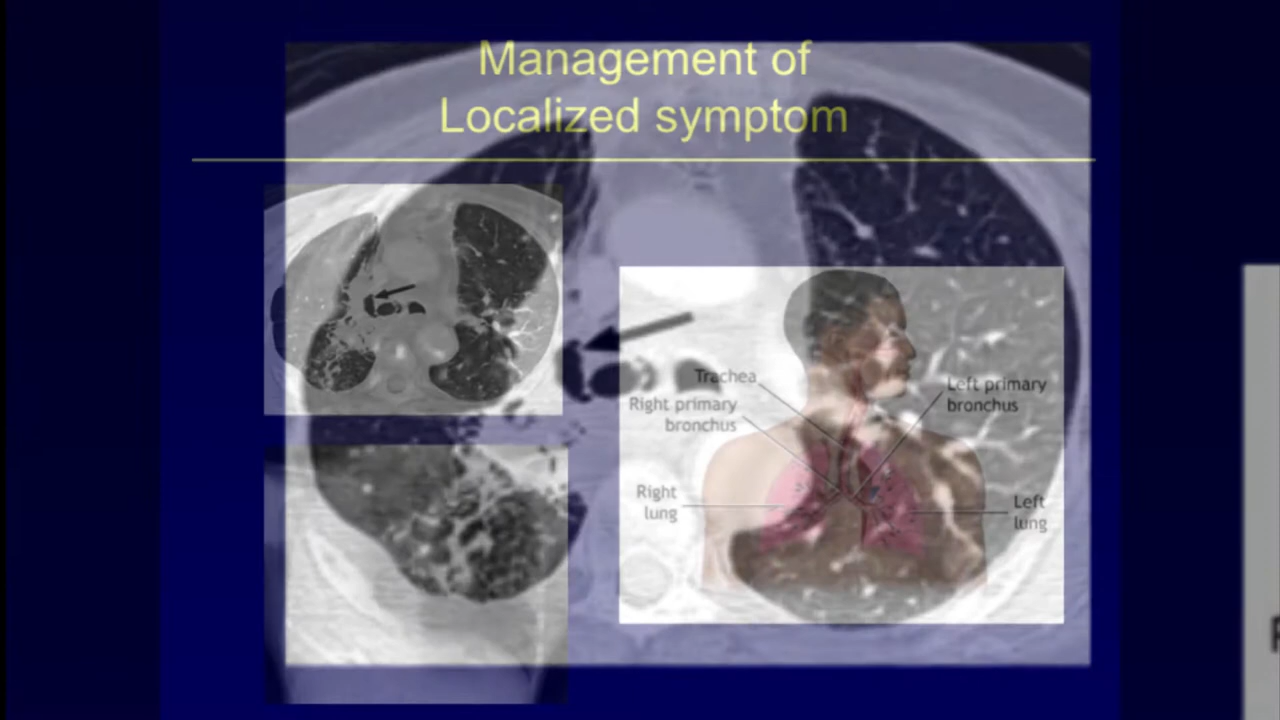 Management of
Localized symptom
Trachea
Right primary
bronchus
Left primary
bronchus
Right
lung
Left
lung